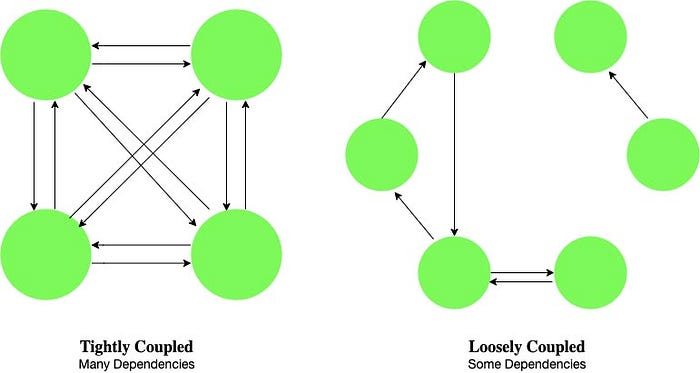 Tightly Coupled
Many Dependencies
Loosely Coupled
Some Dependencies